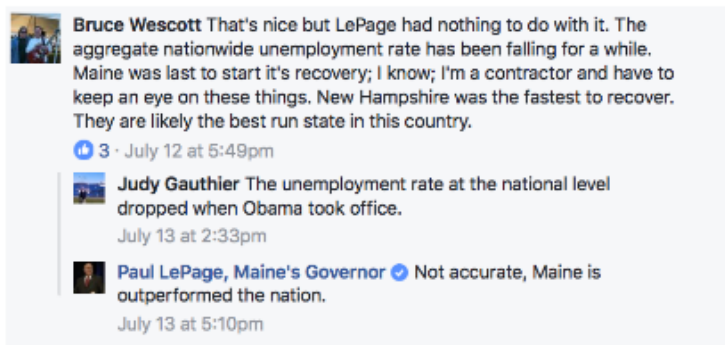 Bruce Wescott That's nice but LePage had nothing to do with it. The
aggregate nationwide unemployment rate has been falling for a while.
Maine was last to start it's recovery; I know; I'm a contractor and have to
keep an eye on these things. New Hampshire was the fastest to recover.
They are likely the best run state in this country.
3 · July 12 at 5:49pm
Judy Gauthier The unemployment rate at the national level
dropped when Obama took office.
July 13 at 2:33pm
Paul LePage, Maine's Governor Not accurate, Maine is
outperformed the nation.
July 13 at 5:10pm